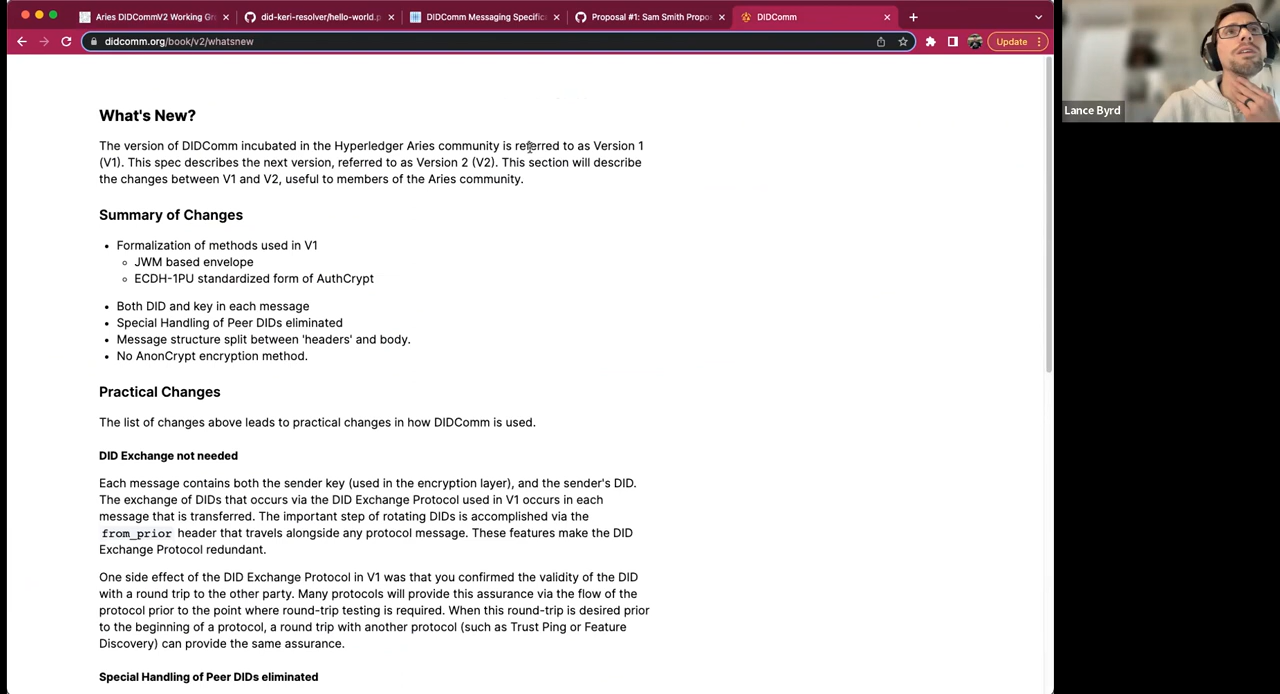 Aries DIDCommV2 Working Gr
did-keri-resolver/hello-world.p
DIDComm Messaging Specific
Proposal #1: Sam Smith Propo
DIDComm
didcomm.org/book/v2/whatsnew
Update
Lance Byrd
What's New?
The version of DIDComm incubated in the Hyperledger Aries community is referred to as Version 1
(V1). This spec describes the next version, referred to as Version 2 (V2). This section will describe
the changes between V1 and V2, useful to members of the Aries community.
Summary of Changes
Formalization of methods used in V1
JWM based envelope
ECDH-1PU standardized form of AuthCrypt
Both DID and key in each message
Special Handling of Peer DIDs eliminated
Message structure split between 'headers' and body.
No AnonCrypt encryption method.
Practical Changes
The list of changes above leads to practical changes in how DIDComm is used.
DID Exchange not needed
Each message contains both the sender key (used in the encryption layer), and the sender's DID.
The exchange of DIDs that occurs via the DID Exchange Protocol used in V1 occurs in each
message that is transferred. The important step of rotating DIDs is accomplished via the
from_prior header that travels alongside any protocol message. These features make the DID
Exchange Protocol redundant.
One side effect of the DID Exchange Protocol in V1 was that you confirmed the validity of the DID
with a round trip to the other party. Many protocols will provide this assurance via the flow of the
protocol prior to the point where round-trip testing is required. When this round-trip is desired prior
to the beginning of a protocol, a round trip with another protocol (such as Trust Ping or Feature
Discovery) can provide the same assurance.
Special Handling of Peer DIDs eliminated